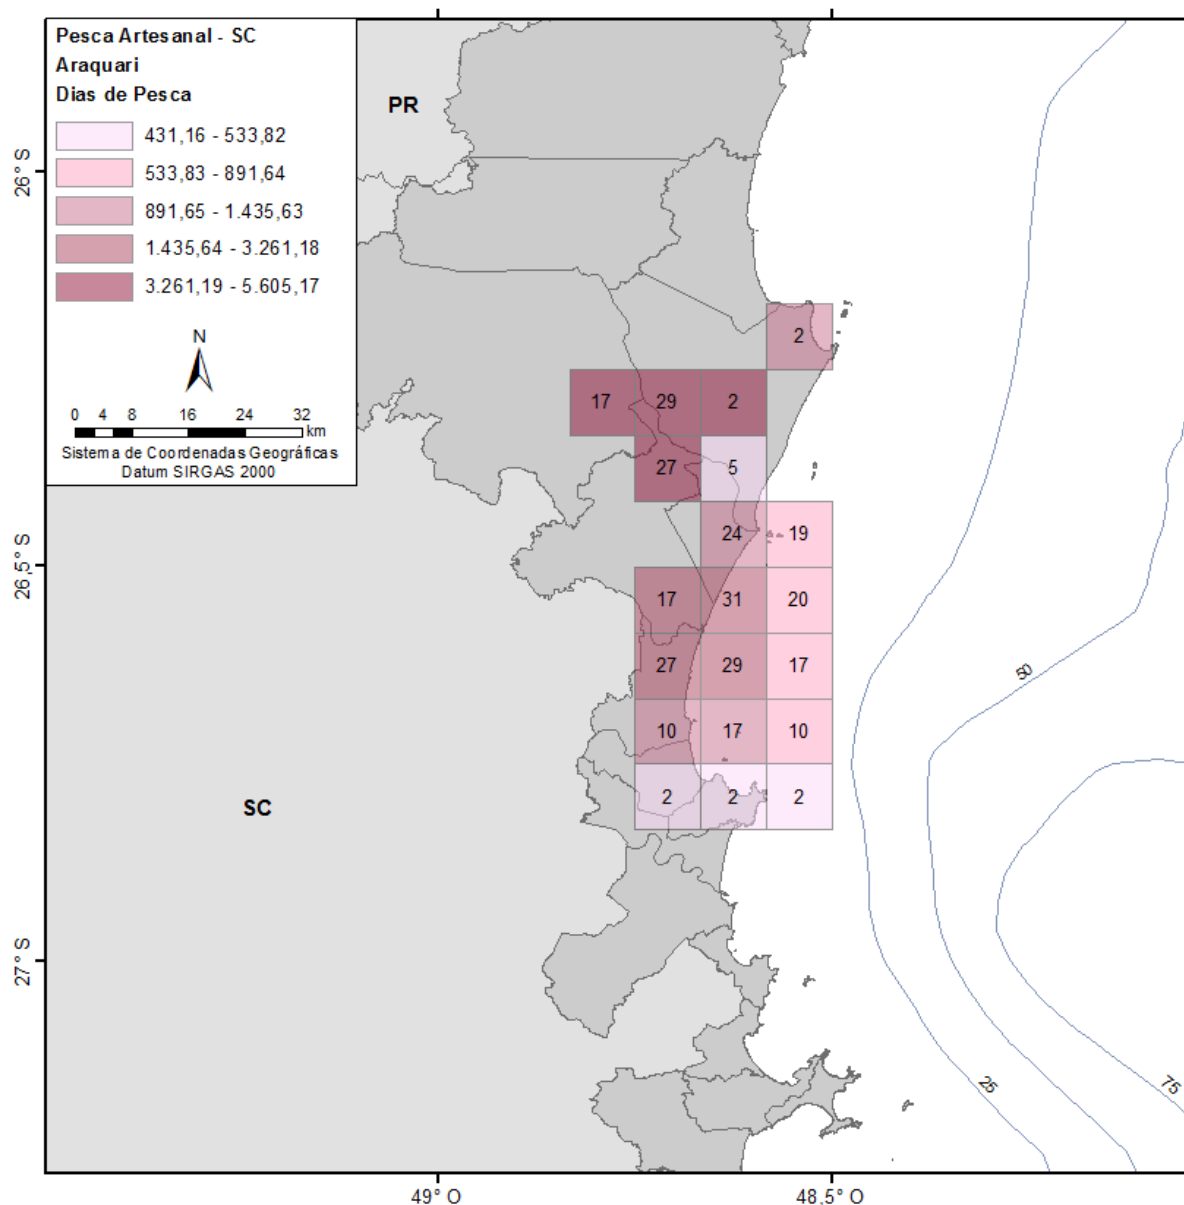 Pesca Artesanal - SC
Araquari
Dias de Pesca
431,16 - 533,82
533,83 - 891,64
891,65 - 1.435,63
1.435,64 - 3.261,18
3.261,19 - 5.605,17
N
0 4 8 16 24 32
km
Sistema de Coordenadas Geográficas
Datum SIRGAS 2000
PR
26° S
2
17 29 2
27 5
24 19
26,5° S
17 31 20
27 29 17
50
10 17 10
2 2 2
SC
27° S
25
75
49° O
48,5° O